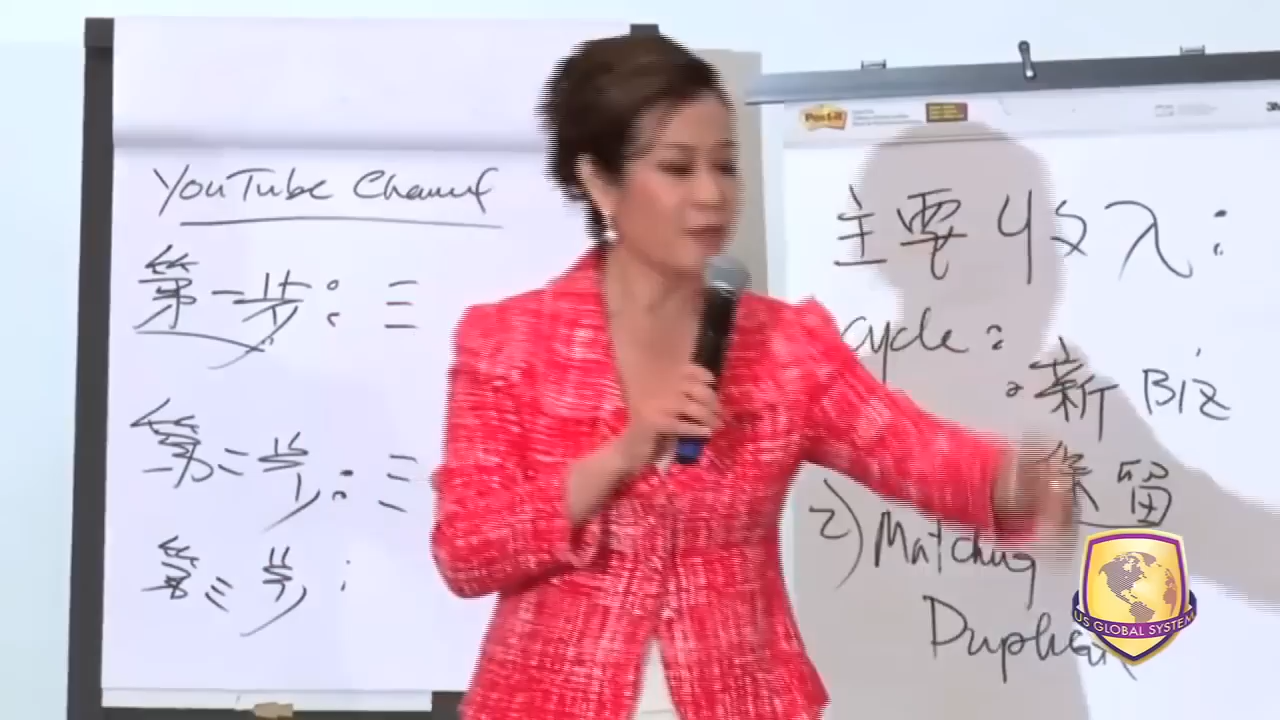 YouTube Channel
第一步: 三
第二步: 三
第三步:
Post-it
主要收入:
cycle:
新 Biz
保留
2) Matching
Duplicat
US GLOBAL SYSTEM